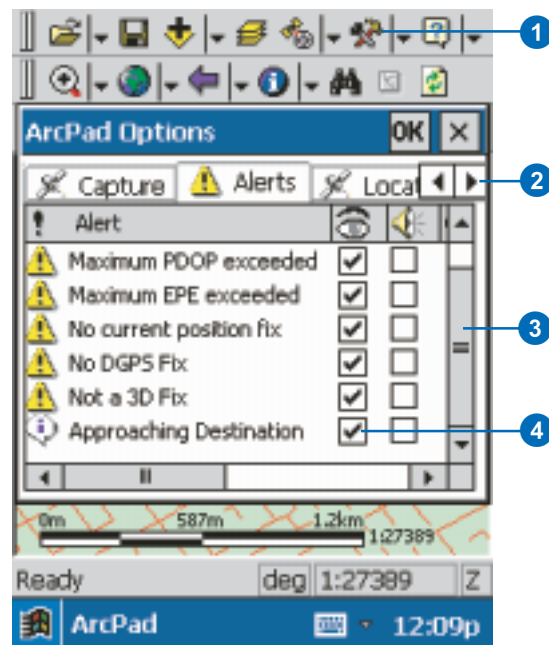 1
ArcPad Options OK
Capture Alerts Locat
2
! Alert
Maximum PDOP exceeded
Maximum EPE exceeded
No current position fix
3
No DGPS Fix
Not a 3D Fix
Approaching Destination
4
0m 587m 1.2km
1:27389
Ready deg 1:27389 Z
ArcPad 12:09p